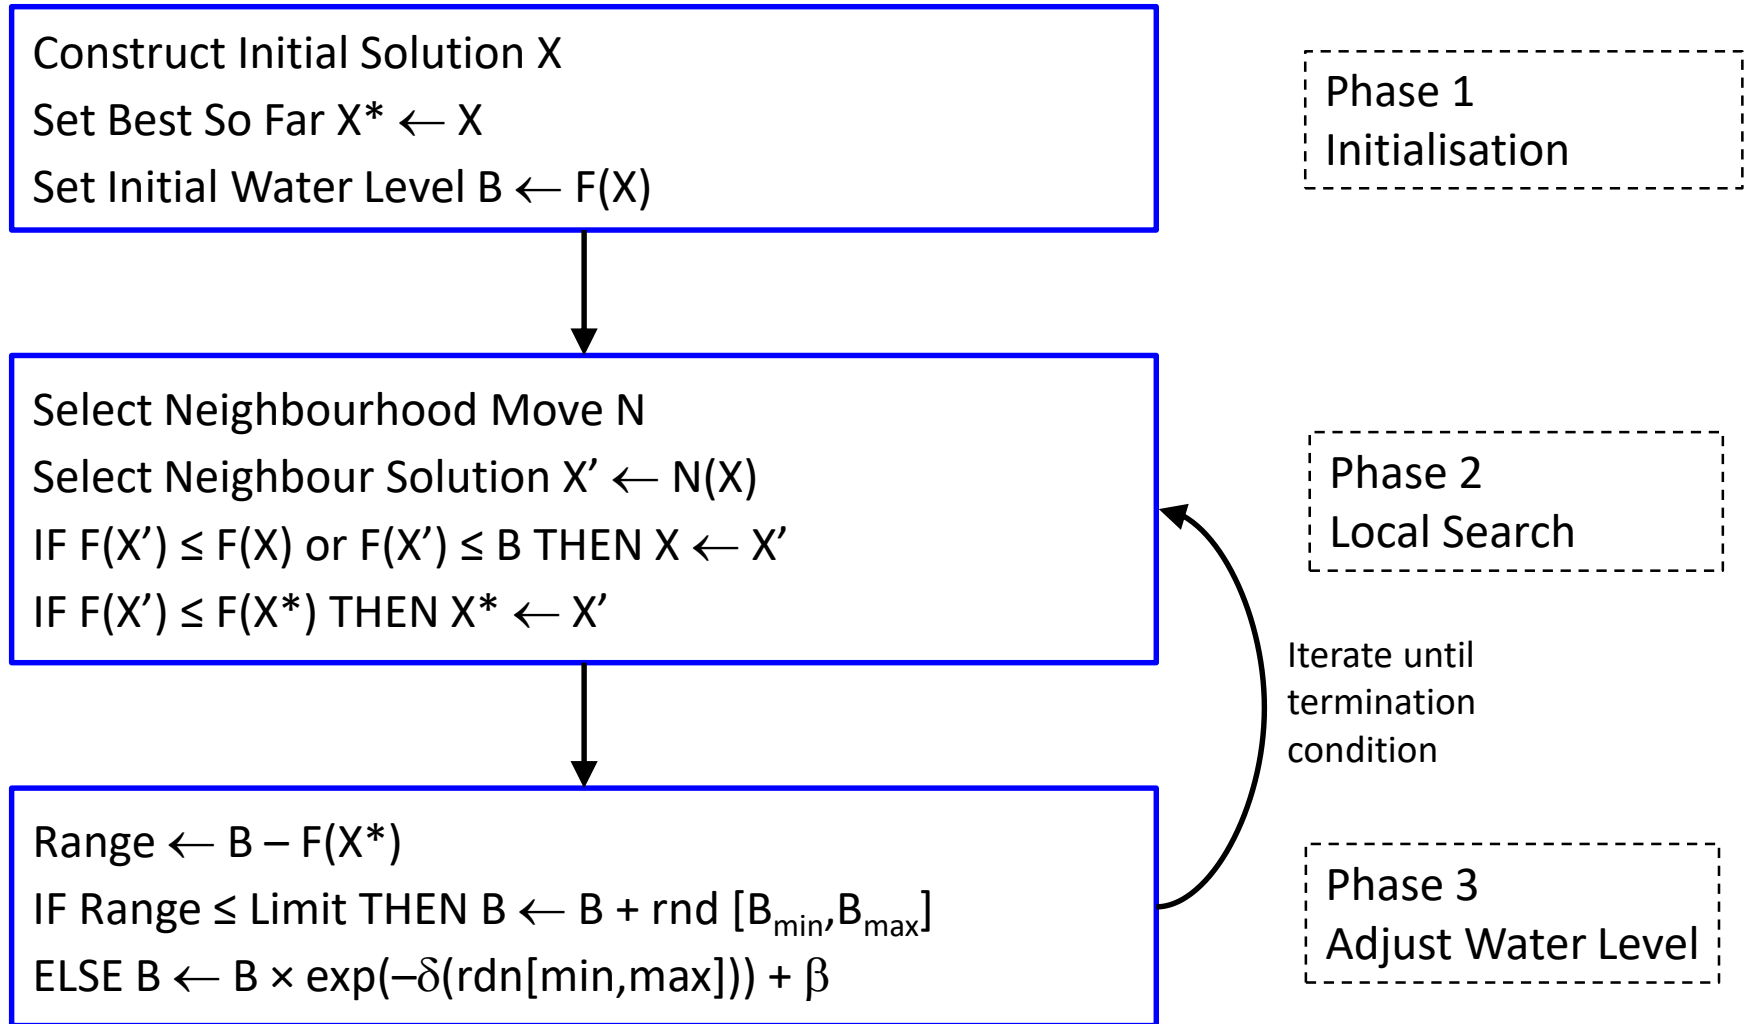 Construct Initial Solution X
Set Best So Far X* ← X
Set Initial Water Level B ← F(X)
Phase 1
Initialisation
Select Neighbourhood Move N
Select Neighbour Solution X’ ← N(X)
IF F(X’) ≤ F(X) or F(X’) ≤ B THEN X ← X’
IF F(X’) ≤ F(X*) THEN X* ← X’
Phase 2
Local Search
Iterate until
termination
condition
Range ← B – F(X*)
IF Range ≤ Limit THEN B ← B + rnd [Bmin,Bmax]
ELSE B ← B × exp(–δ(rdn[min,max])) + β
Phase 3
Adjust Water Level